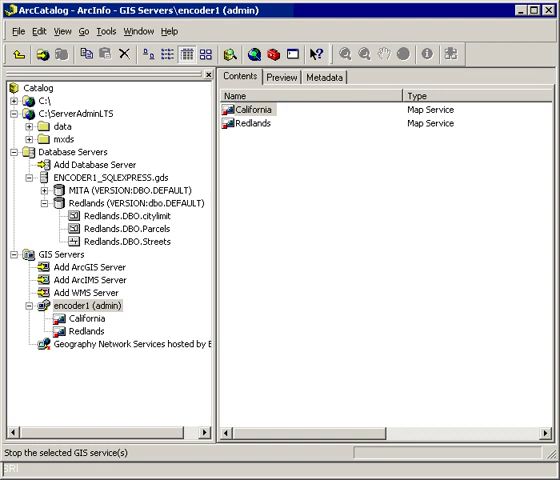 ArcCatalog - ArcInfo - GIS Servers\encoder1 (admin)
File Edit View Go Tools Window Help
Contents Preview Metadata
Name Type
California Map Service
Redlands Map Service
Catalog
C:\
C:\ServerAdminLTS
data
mxds
Database Servers
Add Database Server
ENCODER1_SQLEXPRESS.gds
MITA (VERSION:DBO.DEFAULT)
Redlands (VERSION:dbo.DEFAULT)
Redlands.DBO.citylimit
Redlands.DBO.Parcels
Redlands.DBO.Streets
GIS Servers
Add ArcGIS Server
Add ArcIMS Server
Add WMS Server
encoder1 (admin)
California
Redlands
Geography Network Services hosted by E
Stop the selected GIS service(s)
SRI